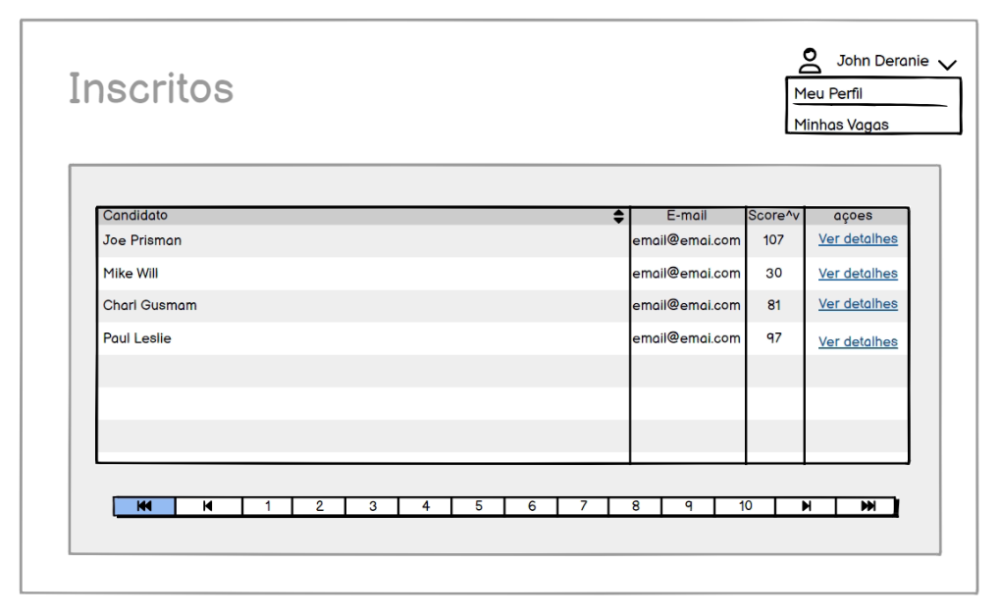 John Deranie
Inscritos
Meu Perfil
Minhas Vagas
Candidato E-mail Score^v açoes
Joe Prisman email@emai.com 107 Ver detalhes
Mike Will email@emai.com 30 Ver detalhes
Charl Gusmam email@emai.com 81 Ver detalhes
Paul Leslie email@emai.com 97 Ver detalhes
1 2 3 4 5 6 7 8 9 10